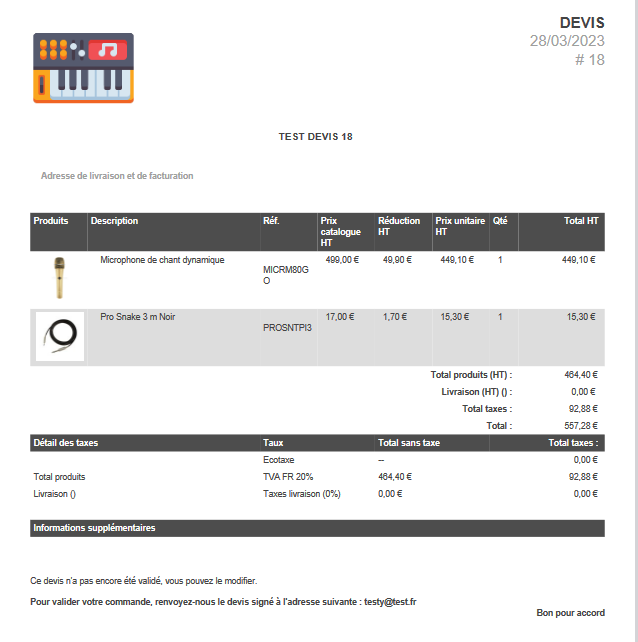 DEVIS
28/03/2023
# 18
TEST DEVIS 18
Adresse de livraison et de facturation
Produits Description Réf. Prix catalogue HT Réduction HT Prix unitaire HT Qté Total HT
Microphone de chant dynamique MICRM80GO 499,00 € 49,90 € 449,10 € 1 449,10 €
Pro Snake 3 m Noir PROSNTPI3 17,00 € 1,70 € 15,30 € 1 15,30 €
Total produits (HT) : 464,40 €
Livraison (HT) () : 0,00 €
Total taxes : 92,88 €
Total : 557,28 €
Détail des taxes Taux Total sans taxe Total taxes :
Ecotaxe -- 0,00 €
Total produits TVA FR 20% 464,40 € 92,88 €
Livraison () Taxes livraison (0%) 0,00 € 0,00 €
Informations supplémentaires
Ce devis n'a pas encore été validé, vous pouvez le modifier.
Pour valider votre commande, renvoyez-nous le devis signé à l'adresse suivante : testy@test.fr
Bon pour accord